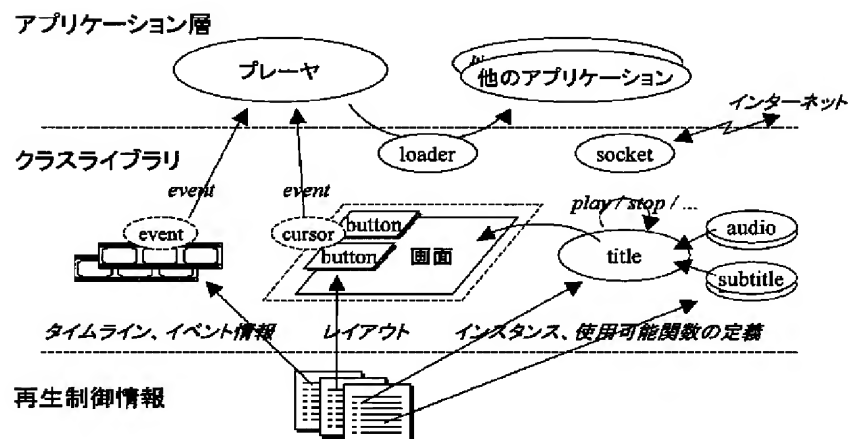 アプリケーション層
プレーヤ
他のアプリケーション
インターネット
クラスライブラリ
loader
socket
event
event
play / stop / ...
event
cursor
button
button
画面
title
audio
subtitle
タイムライン、イベント情報
レイアウト
インスタンス、使用可能関数の定義
再生制御情報